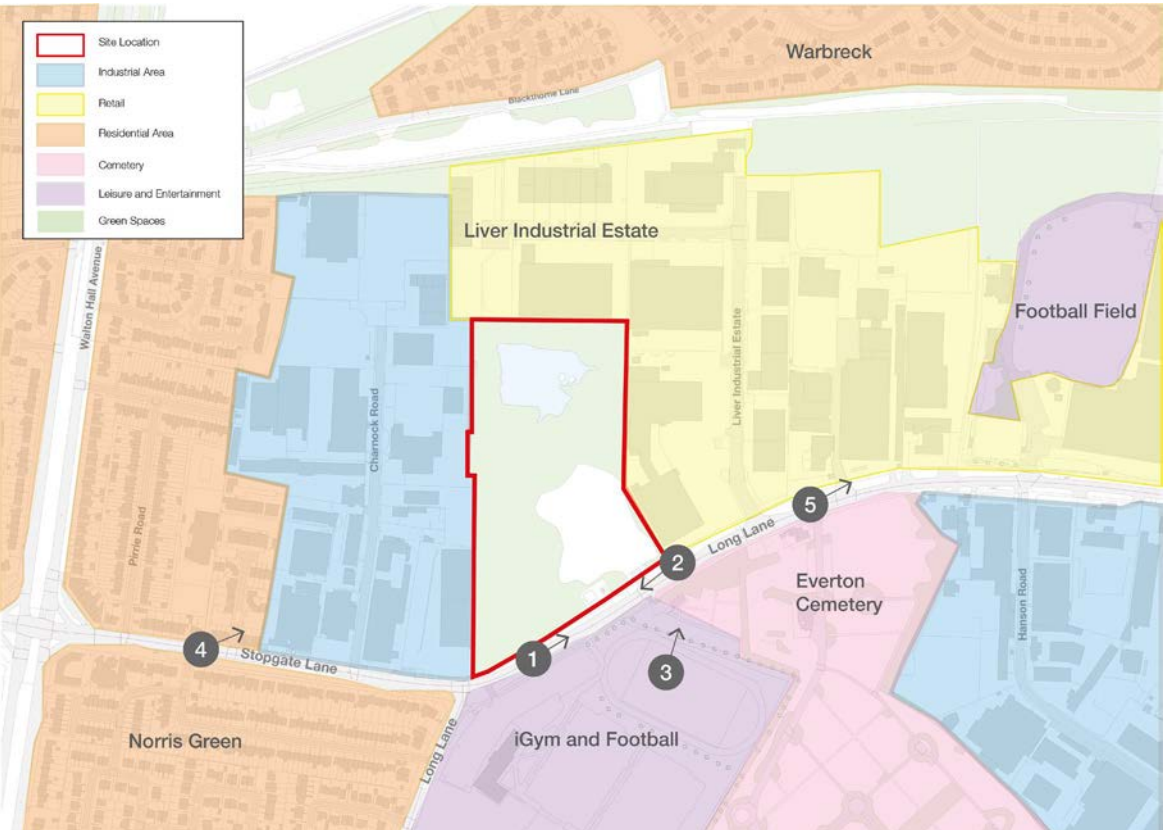 Site Location
Industrial Area
Retail
Residential Area
Cemetery
Leisure and Entertainment
Green Spaces
Warbreck
Blackthorne Lane
Liver Industrial Estate
Walton Hall Avenue
Football Field
Liver Industrial Estate
Charnock Road
Pirrie Road
5
Long Lane
2
Everton
Cemetery
Hanson Road
4
Stopgate Lane
1
3
Norris Green
Long Lane
iGym and Football